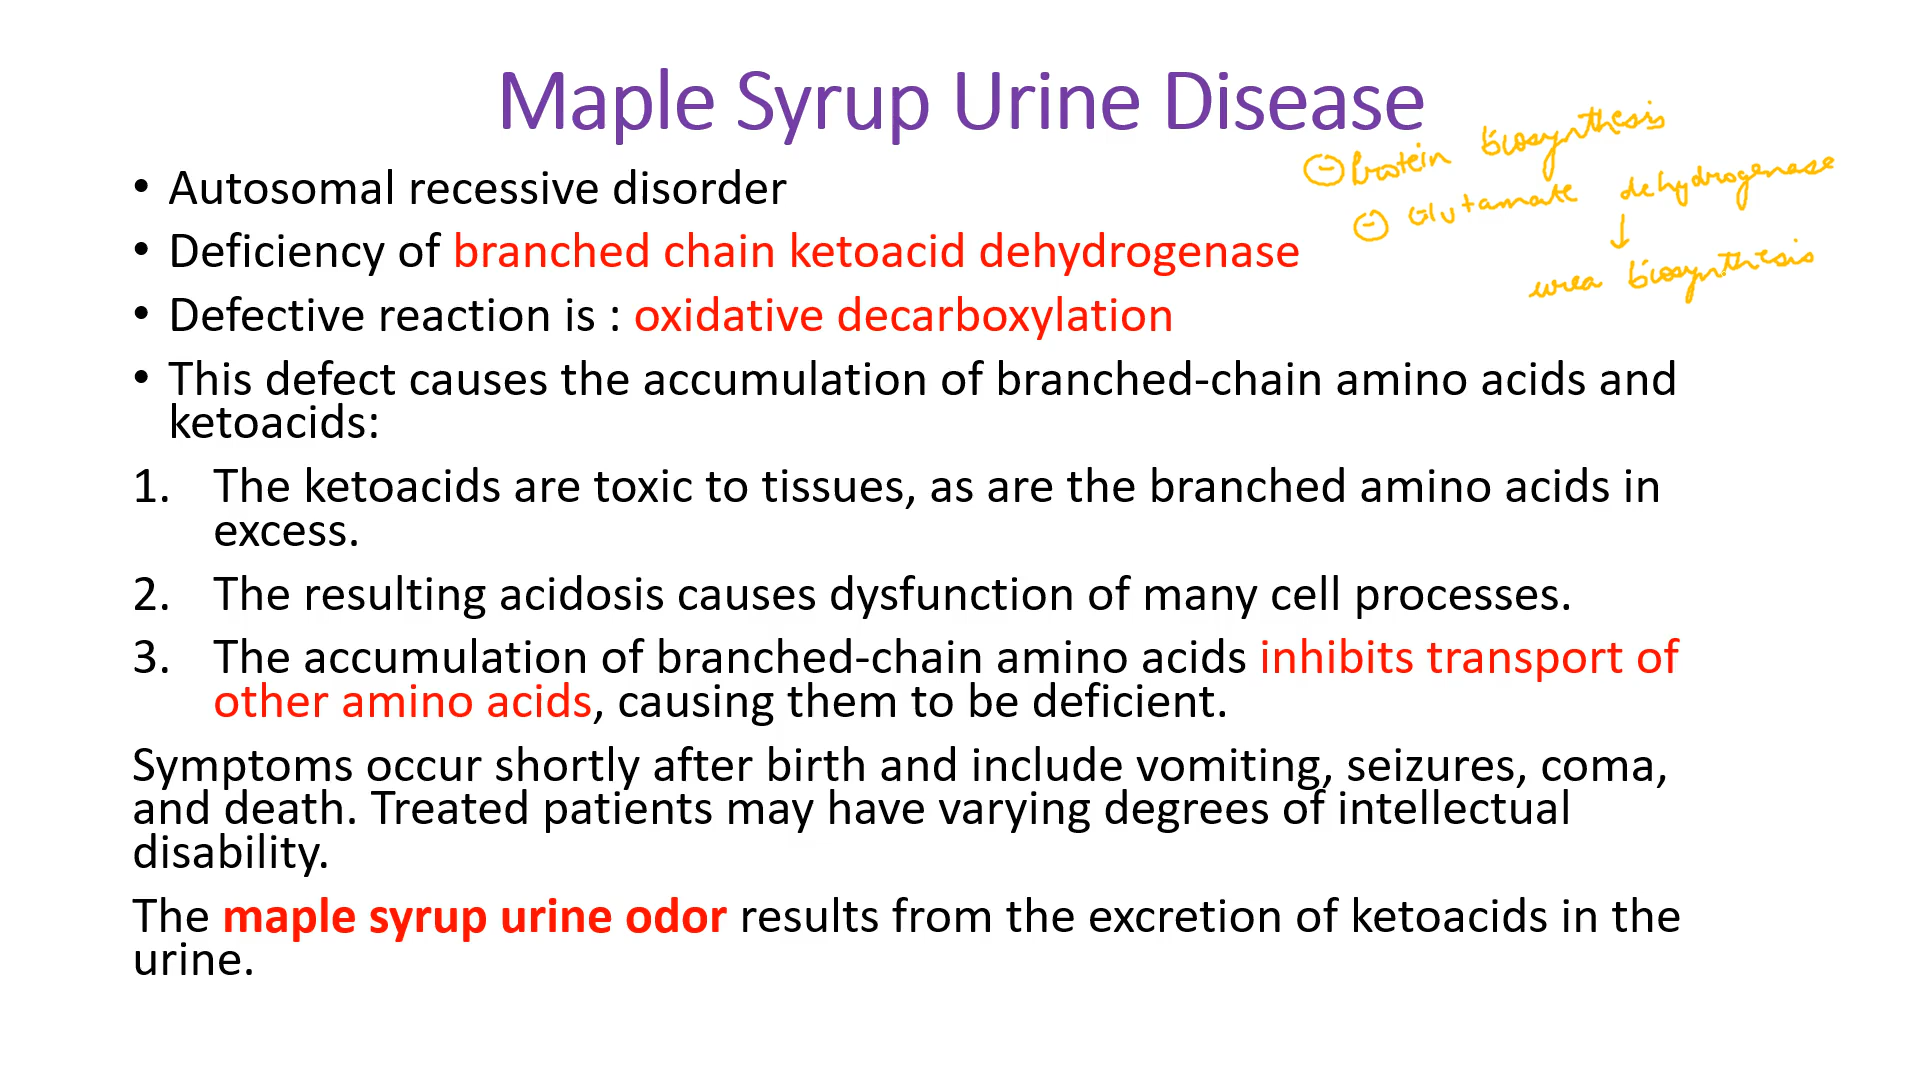 Maple Syrup Urine Disease
⊖ Protein biosynthesis
⊖ Glutamate dehydrogenase
↓
urea biosynthesis
• Autosomal recessive disorder
• Deficiency of branched chain ketoacid dehydrogenase
• Defective reaction is : oxidative decarboxylation
• This defect causes the accumulation of branched-chain amino acids and
ketoacids:
1. The ketoacids are toxic to tissues, as are the branched amino acids in
excess.
2. The resulting acidosis causes dysfunction of many cell processes.
3. The accumulation of branched-chain amino acids inhibits transport of
other amino acids, causing them to be deficient.
Symptoms occur shortly after birth and include vomiting, seizures, coma,
and death. Treated patients may have varying degrees of intellectual
disability.
The maple syrup urine odor results from the excretion of ketoacids in the
urine.